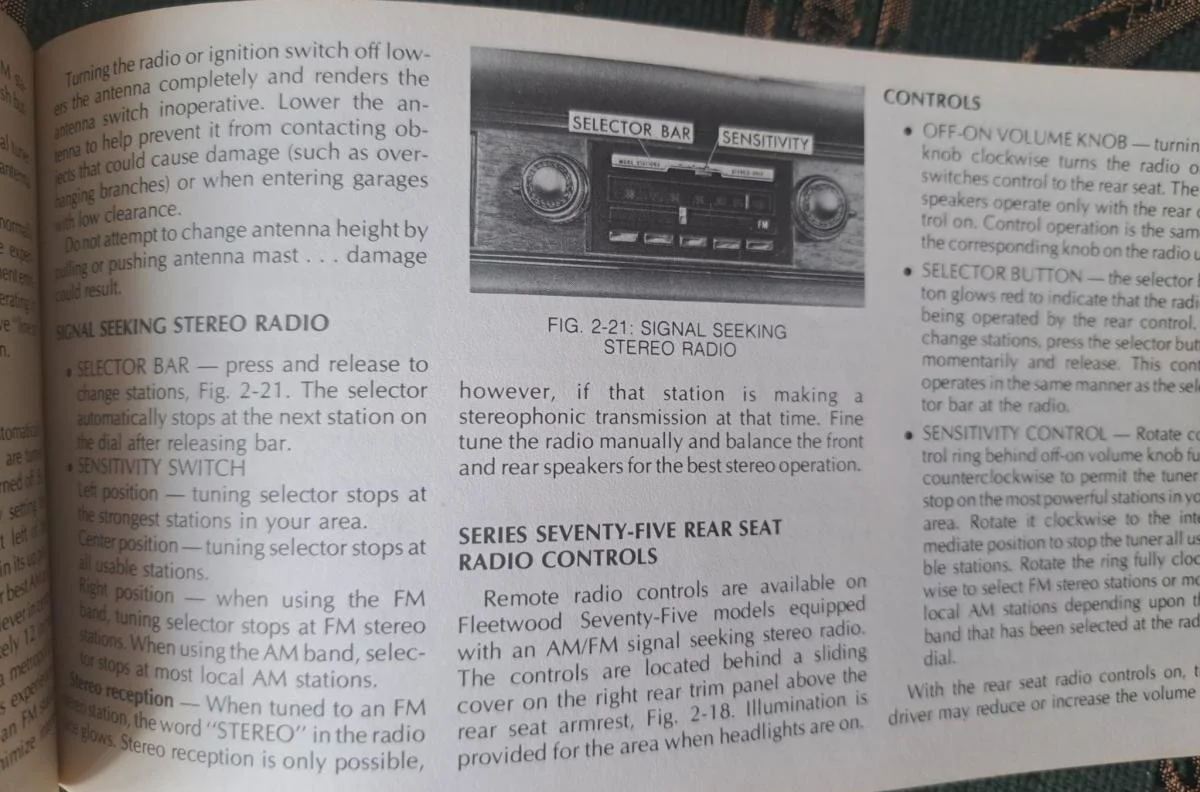 Turning the radio or ignition switch off low-
ers the antenna completely and renders the
antenna switch inoperative. Lower the an-
tenna to help prevent it from contacting ob-
jects that could cause damage (such as over-
hanging branches) or when entering garages
with low clearance.
Do not attempt to change antenna height by
pulling or pushing antenna mast . . . damage
could result.
SIGNAL SEEKING STEREO RADIO
• SELECTOR BAR — press and release to
change stations, Fig. 2-21. The selector
automatically stops at the next station on
the dial after releasing bar.
• SENSITIVITY SWITCH
Left position — tuning selector stops at
the strongest stations in your area.
Center position — tuning selector stops at
all usable stations.
Right position — when using the FM
band, tuning selector stops at FM stereo
stations. When using the AM band, selec-
tor stops at most local AM stations.
Stereo reception — When tuned to an FM
station, the word "STEREO" in the radio
glows. Stereo reception is only possible,
SELECTOR BAR
SENSITIVITY
MORE STATIONS
STEREO ONLY
FM
FIG. 2-21: SIGNAL SEEKING
STEREO RADIO
however, if that station is making a
stereophonic transmission at that time. Fine
tune the radio manually and balance the front
and rear speakers for the best stereo operation.
SERIES SEVENTY-FIVE REAR SEAT
RADIO CONTROLS
Remote radio controls are available on
Fleetwood Seventy-Five models equipped
with an AM/FM signal seeking stereo radio.
The controls are located behind a sliding
cover on the right rear trim panel above the
rear seat armrest, Fig. 2-18. Illumination is
provided for the area when headlights are on.
CONTROLS
• OFF-ON VOLUME KNOB — turnin
knob clockwise turns the radio o
switches control to the rear seat. The
speakers operate only with the rear
trol on. Control operation is the sam
the corresponding knob on the radio u
• SELECTOR BUTTON — the selector
ton glows red to indicate that the radi
being operated by the rear control.
change stations, press the selector but
momentarily and release. This cont
operates in the same manner as the sele
tor bar at the radio.
• SENSITIVITY CONTROL — Rotate co
trol ring behind off-on volume knob fu
counterclockwise to permit the tuner
stop on the most powerful stations in yo
area. Rotate it clockwise to the inte
mediate position to stop the tuner all us
ble stations. Rotate the ring fully cloc
wise to select FM stereo stations or mo
local AM stations depending upon t
band that has been selected at the rad
dial.
With the rear seat radio controls on,
driver may reduce or increase the volume